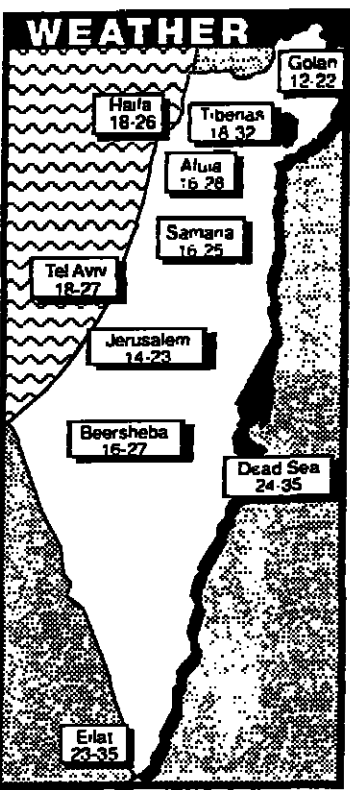 WEATHER
Golan
12-22
Haifa
18-26
Tiberias
18-32
Afula
16-28
Samaria
16-25
Tel Aviv
18-27
Jerusalem
14-23
Beersheba
16-27
Dead Sea
24-35
Eilat
23-35